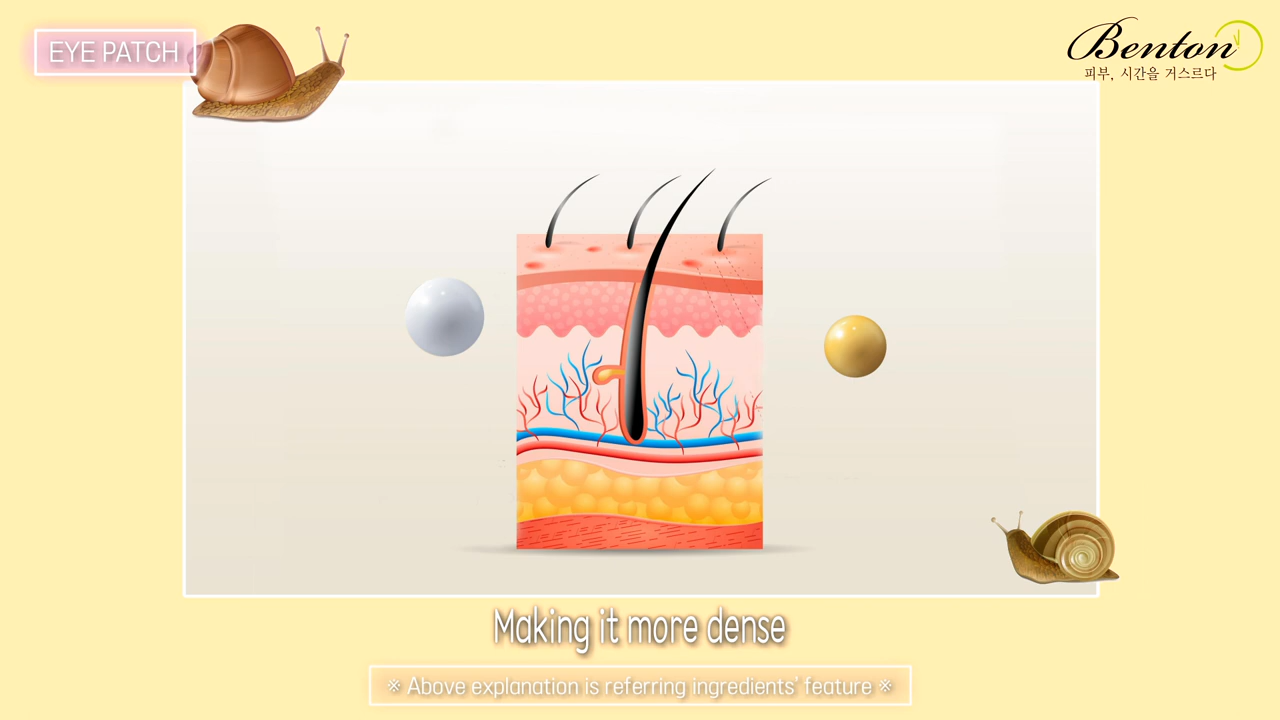 EYE PATCH
Benton
피부, 시간을 거스르다
Making it more dense
※ Above explanation is referring ingredients' feature ※